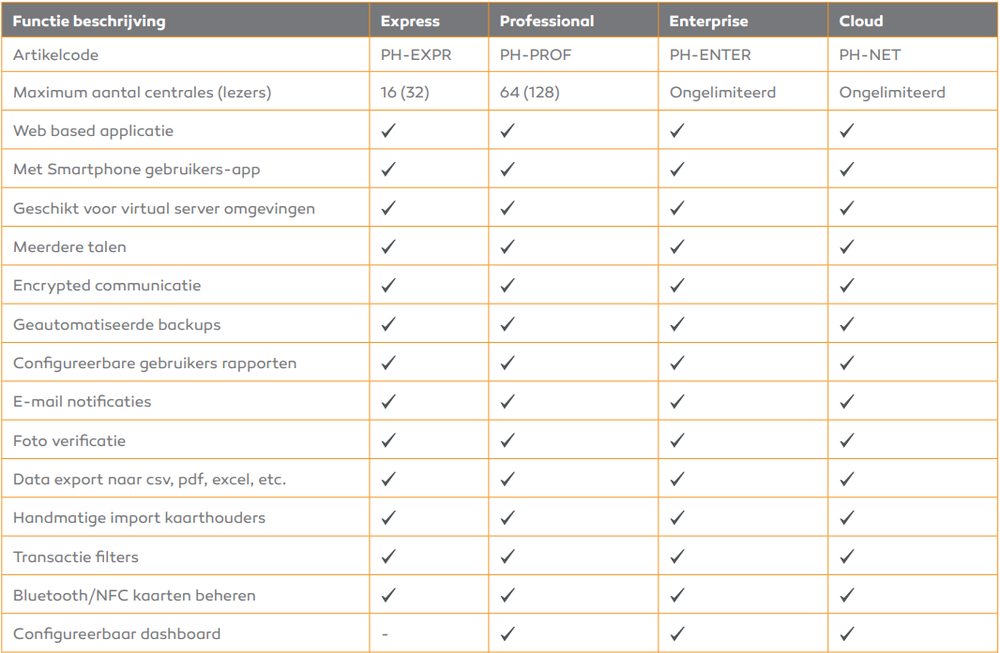 Functie beschrijving Express Professional Enterprise Cloud
Artikelcode PH-EXPR PH-PROF PH-ENTER PH-NET
Maximum aantal centrales (lezers) 16 (32) 64 (128) Ongelimiteerd Ongelimiteerd
Web based applicatie ✓ ✓ ✓ ✓
Met Smartphone gebruikers-app ✓ ✓ ✓ ✓
Geschikt voor virtual server omgevingen ✓ ✓ ✓ ✓
Meerdere talen ✓ ✓ ✓ ✓
Encrypted communicatie ✓ ✓ ✓ ✓
Geautomatiseerde backups ✓ ✓ ✓ ✓
Configureerbare gebruikers rapporten ✓ ✓ ✓ ✓
E-mail notificaties ✓ ✓ ✓ ✓
Foto verificatie ✓ ✓ ✓ ✓
Data export naar csv, pdf, excel, etc. ✓ ✓ ✓ ✓
Handmatige import kaarthouders ✓ ✓ ✓ ✓
Transactie filters ✓ ✓ ✓ ✓
Bluetooth/NFC kaarten beheren ✓ ✓ ✓ ✓
Configureerbaar dashboard - ✓ ✓ ✓